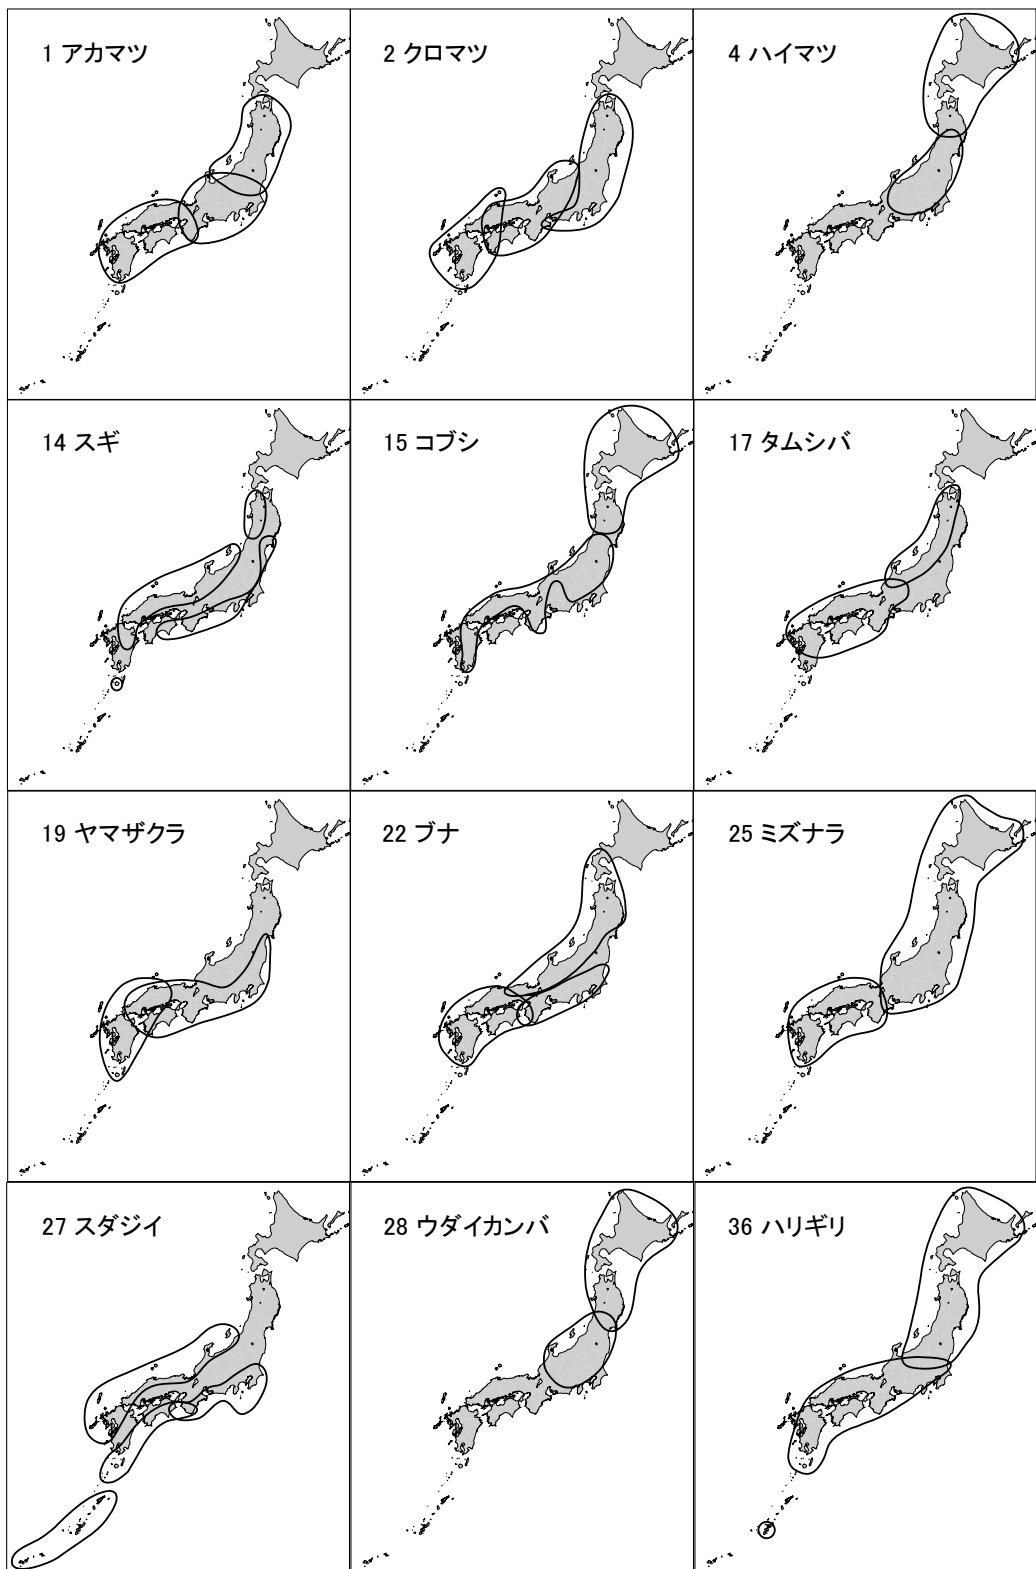 1 アカマツ
2 クロマツ
4 ハイマツ
14 スギ
15 コブシ
17 タムシバ
19 ヤマザクラ
22 ブナ
25 ミズナラ
27 スダジイ
28 ウダイカンバ
36 ハリギリ